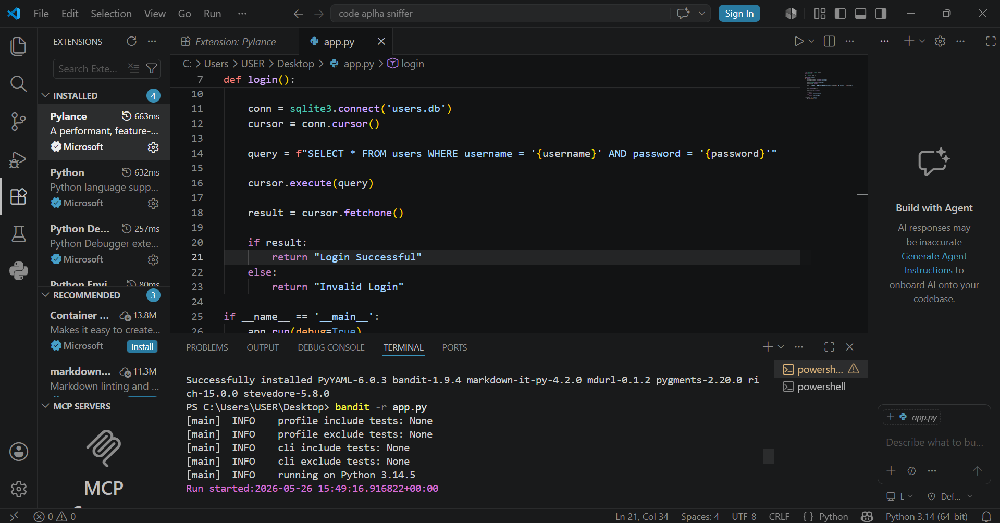 File Edit Selection View Go Run ···
code aplha sniffer
Sign In
EXTENSIONS
Search Exte...
INSTALLED 4
Pylance 663ms
A performant, feature-...
Microsoft
Python 632ms
Python language supp...
Microsoft
Python De... 257ms
Python Debugger exte...
Microsoft
Python Envi 80ms
RECOMMENDED 3
Container ... 13.8M
Makes it easy to create...
Microsoft Install
markdown... 11.3M
Markdown linting and ...
MCP SERVERS
MCP
Extension: Pylance
app.py
C: > Users > USER > Desktop > app.py > login
7 def login():
10
11 conn = sqlite3.connect('users.db')
12 cursor = conn.cursor()
13
14 query = f"SELECT * FROM users WHERE username = '{username}' AND password = '{password}'"
15
16 cursor.execute(query)
17
18 result = cursor.fetchone()
19
20 if result:
21 return "Login Successful"
22 else:
23 return "Invalid Login"
24
25 if __name__ == '__main__':
26 app.run(debug=True)
PROBLEMS OUTPUT DEBUG CONSOLE TERMINAL PORTS
Successfully installed PyYAML-6.0.3 bandit-1.9.4 markdown-it-py-4.2.0 mdurl-0.1.2 pygments-2.20.0 ri
ch-15.0.0 stevedore-5.8.0
PS C:\Users\USER\Desktop> bandit -r app.py
[main] INFO profile include tests: None
[main] INFO profile exclude tests: None
[main] INFO cli include tests: None
[main] INFO cli exclude tests: None
[main] INFO running on Python 3.14.5
Run started:2026-05-26 15:49:16.916822+00:00
powersh...
powershell
Build with Agent
AI responses may
be inaccurate
Generate Agent
Instructions to
onboard AI onto your
codebase.
app.py
Describe what to bu...
L Def...
0 0
Ln 21, Col 34 Spaces: 4 UTF-8 CRLF { } Python Python 3.14 (64-bit)